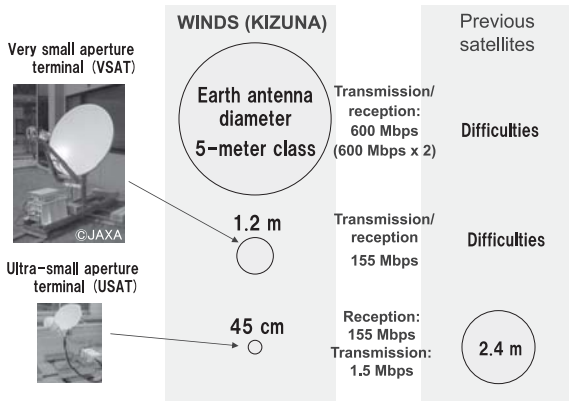 WINDS (KIZUNA)
Previous
satellites
Very small aperture
terminal (VSAT)
Earth antenna
diameter
5-meter class
Transmission/
reception:
600 Mbps
(600 Mbps x 2)
Difficulties
©JAXA
1.2 m
Transmission/
reception
155 Mbps
Difficulties
Ultra-small aperture
terminal (USAT)
45 cm
Reception:
155 Mbps
Transmission:
1.5 Mbps
2.4 m